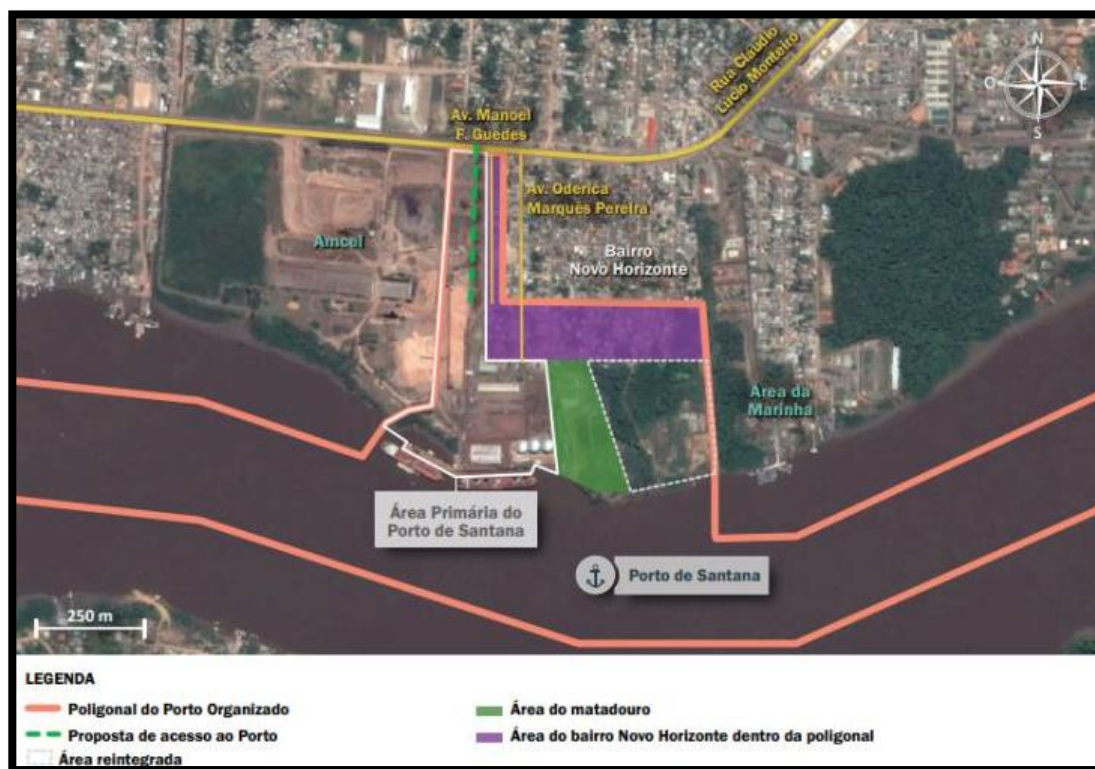 Rua Claudio
Lúcio Monteiro
N
O
L
S
Av. Manoel
F. Guedes
Av. Oderica
Marquês Pereira
Amcel
Bairro
Novo Horizonte
Área da
Marinha
Área Primária do
Porto de Santana
Porto de Santana
250 m
LEGENDA
Poligonal do Porto Organizado
Proposta de acesso ao Porto
Área reintegrada
Área do matadouro
Área do bairro Novo Horizonte dentro da poligonal